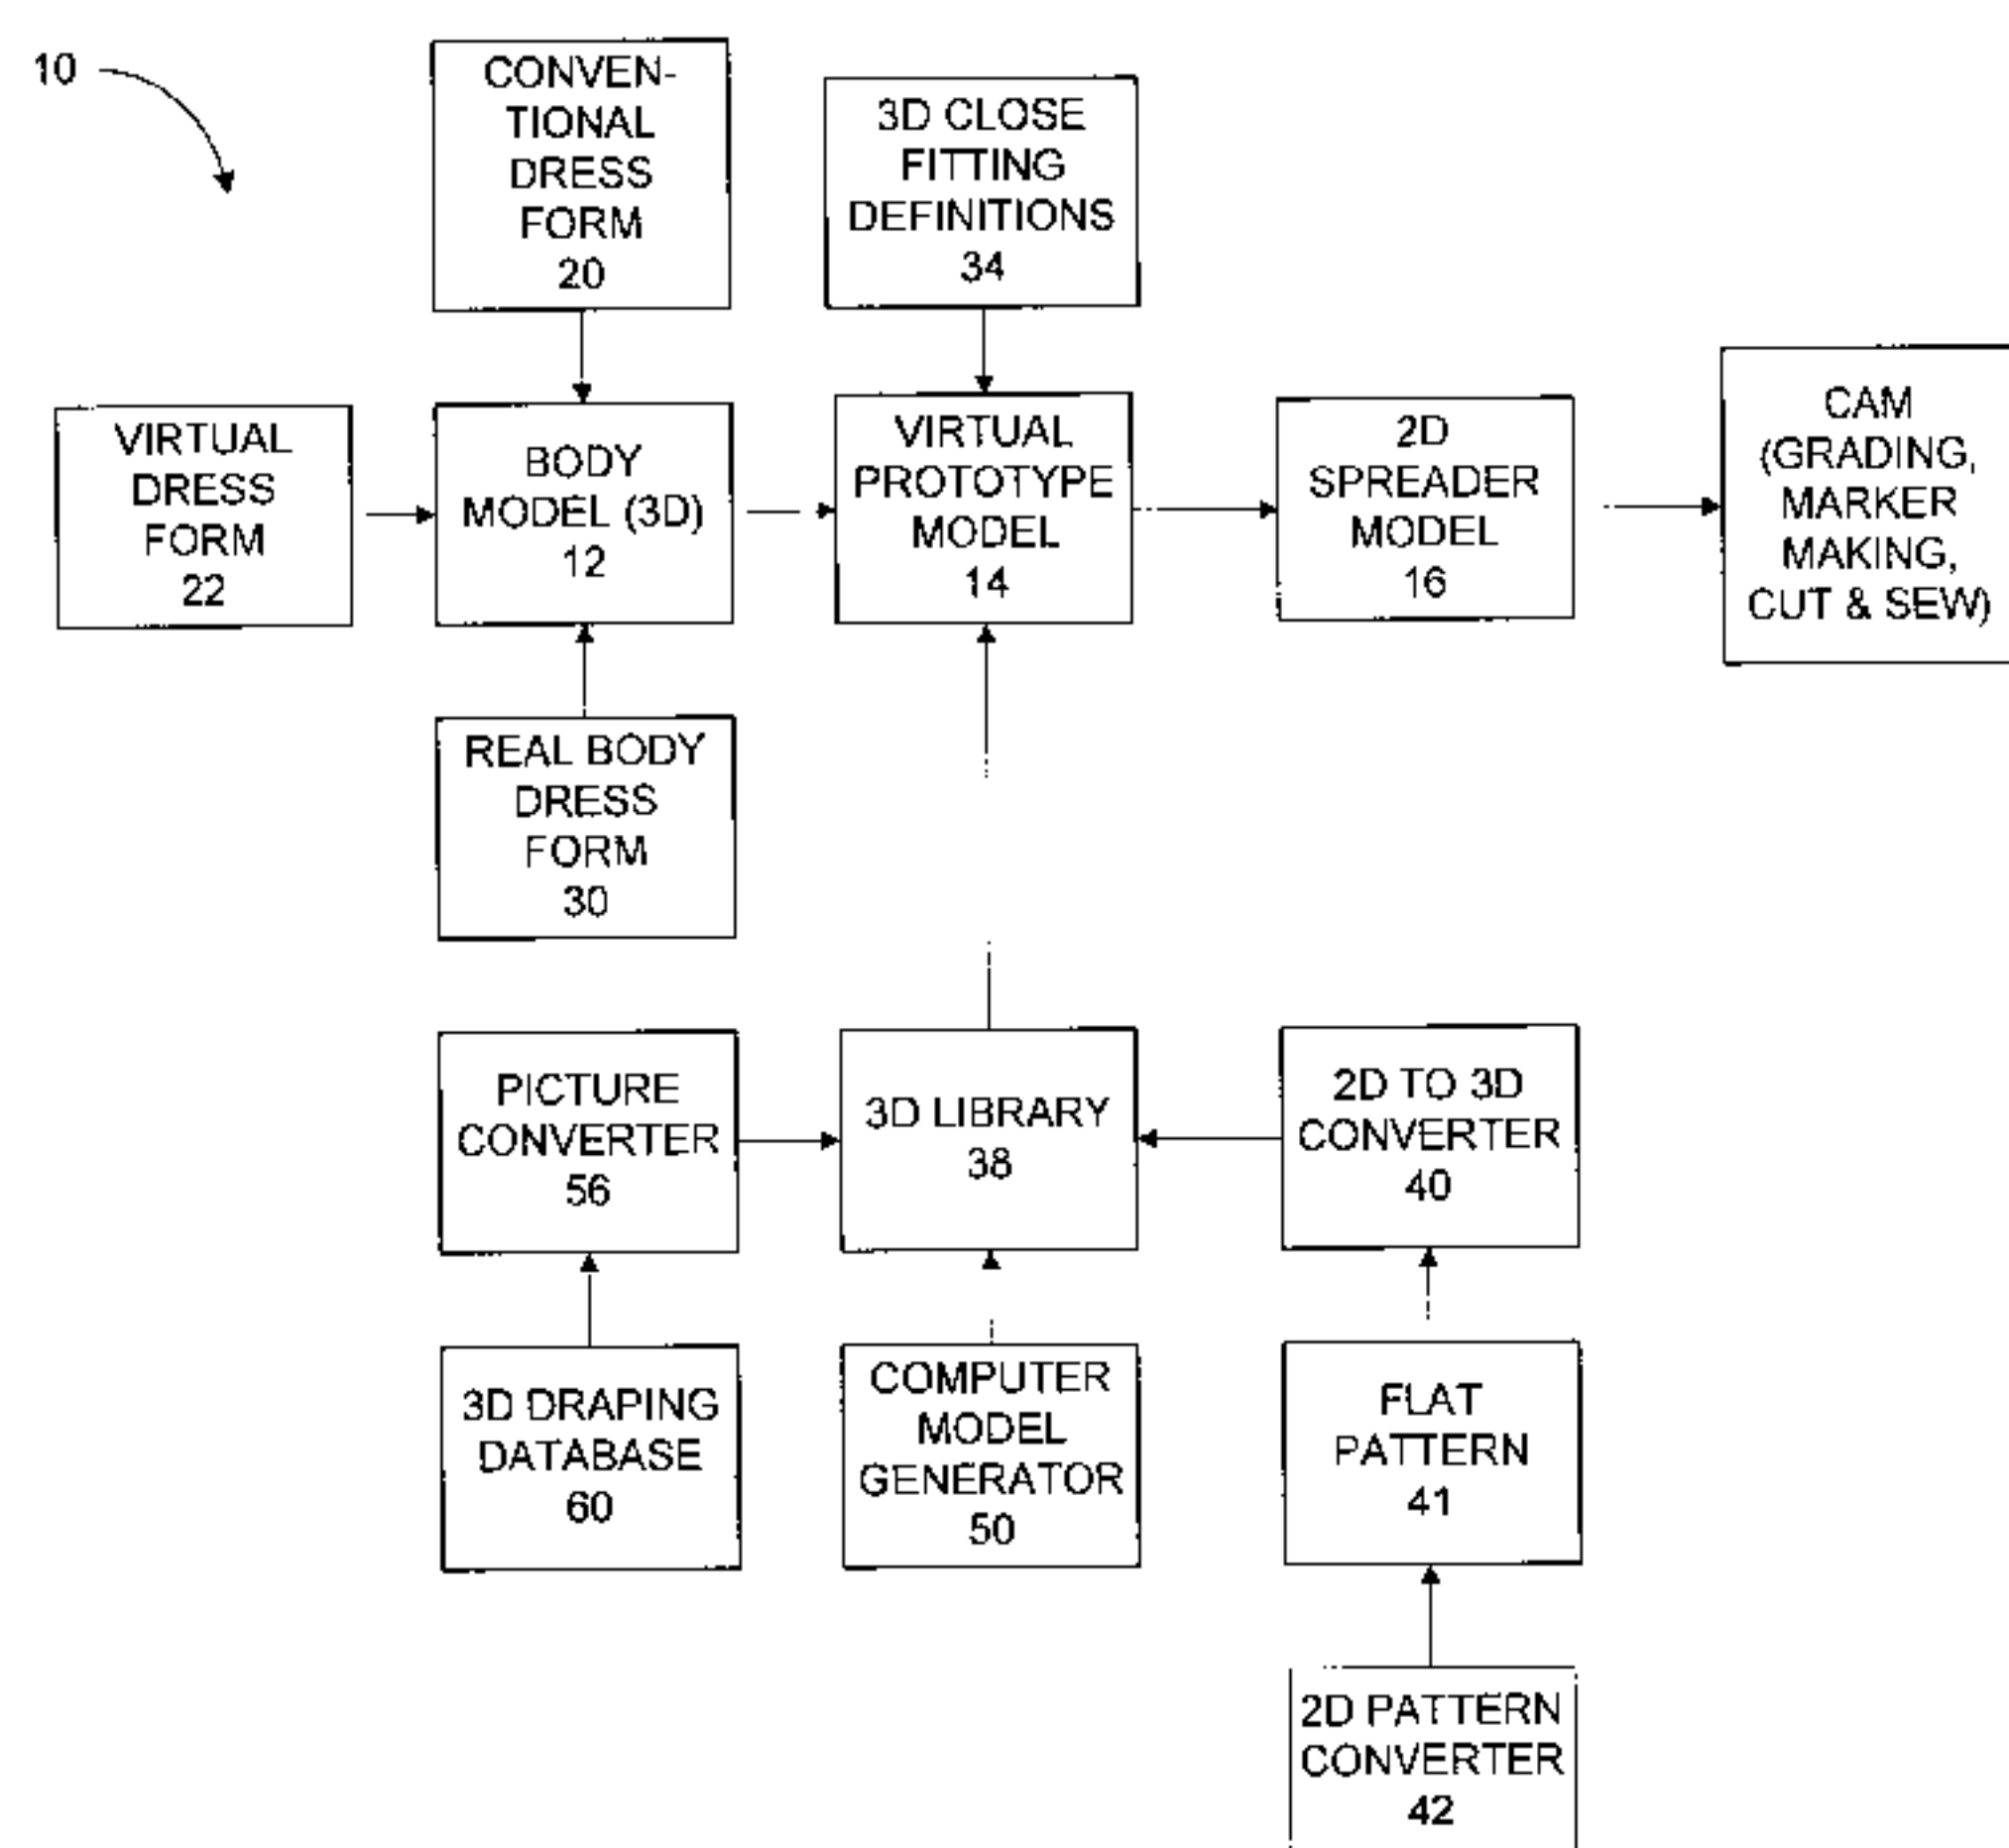 10
CONVEN-
TIONAL
DRESS
FORM
20
3D CLOSE
FITTING
DEFINITIONS
34
VIRTUAL
DRESS
FORM
22
BODY
MODEL (3D)
12
VIRTUAL
PROTOTYPE
MODEL
14
2D
SPREADER
MODEL
16
CAM
(GRADING,
MARKER
MAKING,
CUT & SEW)
REAL BODY
DRESS
FORM
30
PICTURE
CONVERTER
56
3D LIBRARY
38
2D TO 3D
CONVERTER
40
3D DRAPING
DATABASE
60
COMPUTER
MODEL
GENERATOR
50
FLAT
PATTERN
41
2D PATTERN
CONVERTER
42